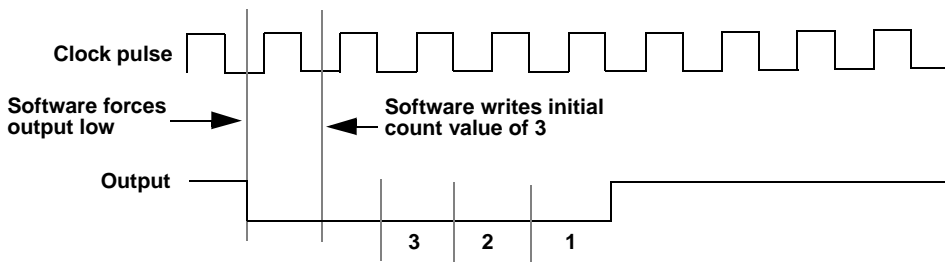 Clock pulse
Software forces
output low
Software writes initial
count value of 3
Output
3 2 1